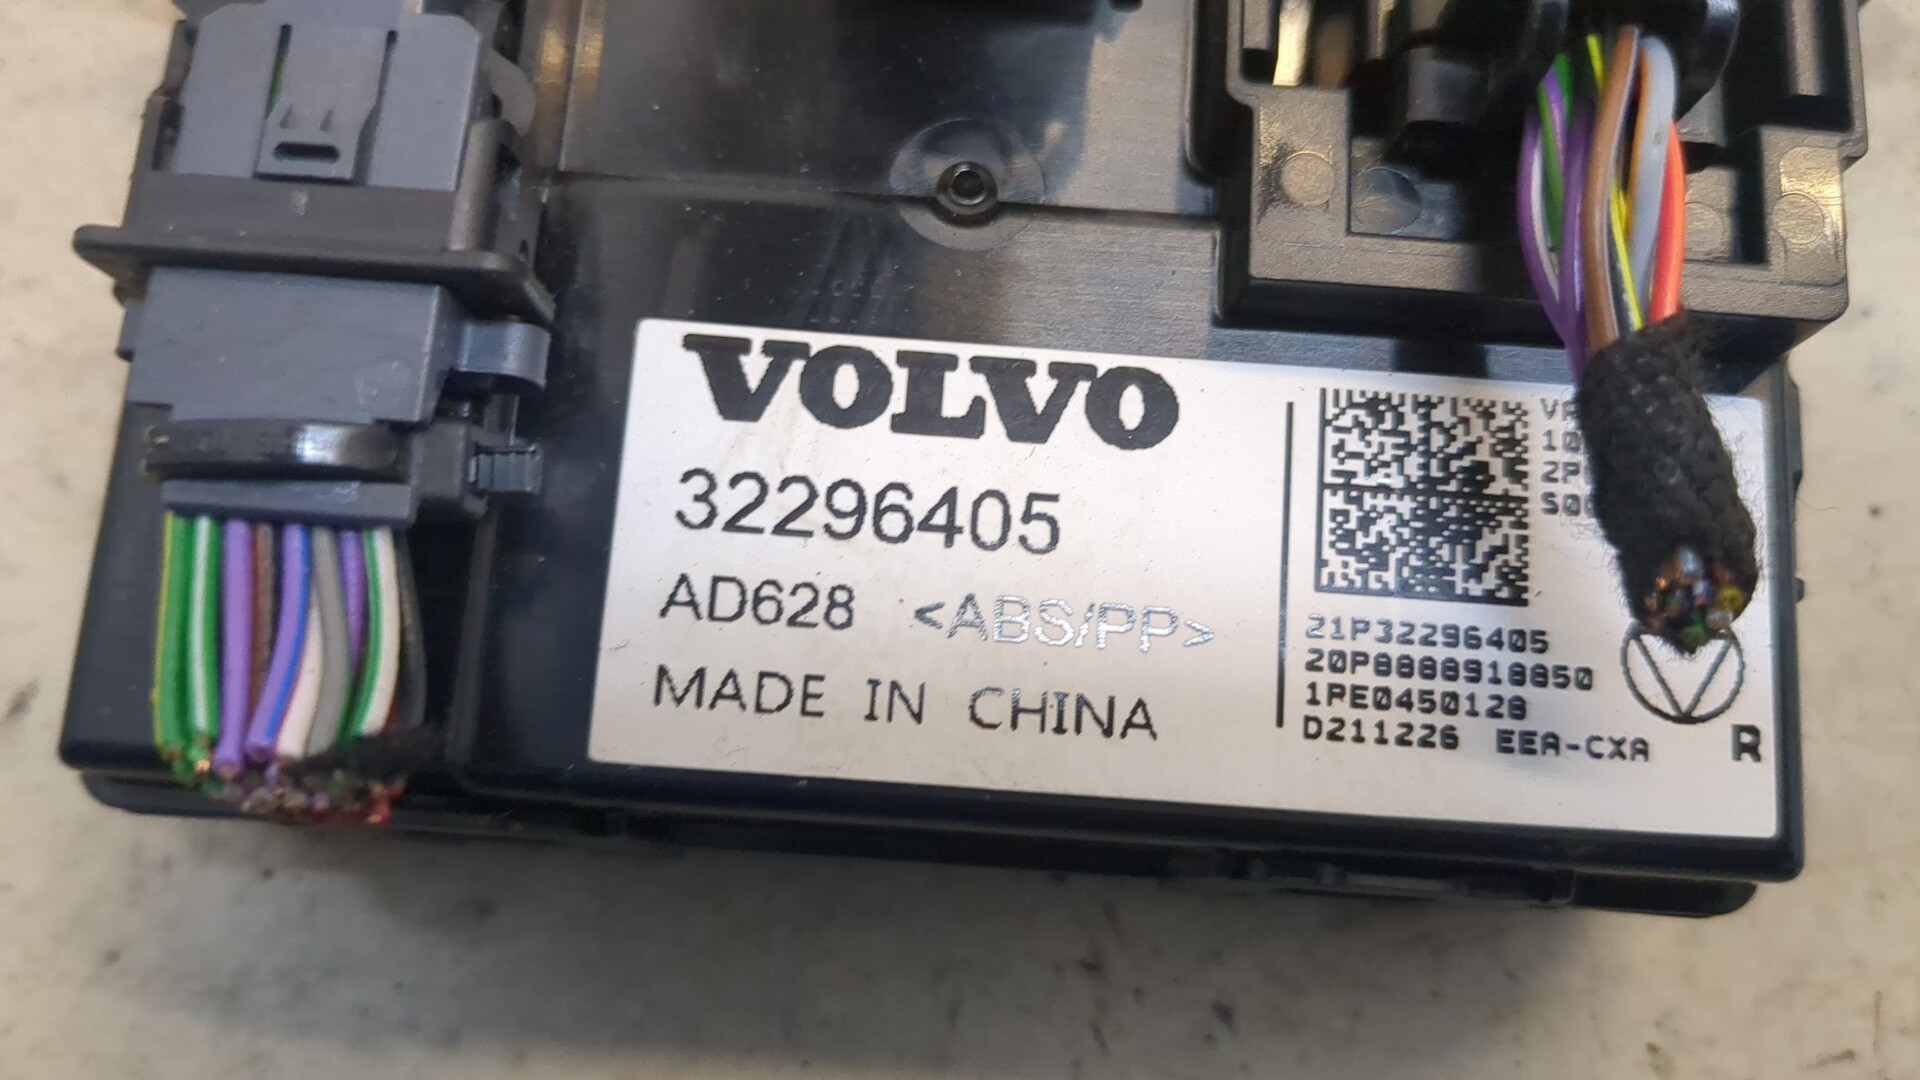 VOLVO
32296405
AD628 <ABS/PP>
MADE IN CHINA
21P32296405
20P8888918850
1PE0450128
D211226 EEA-CXA
R